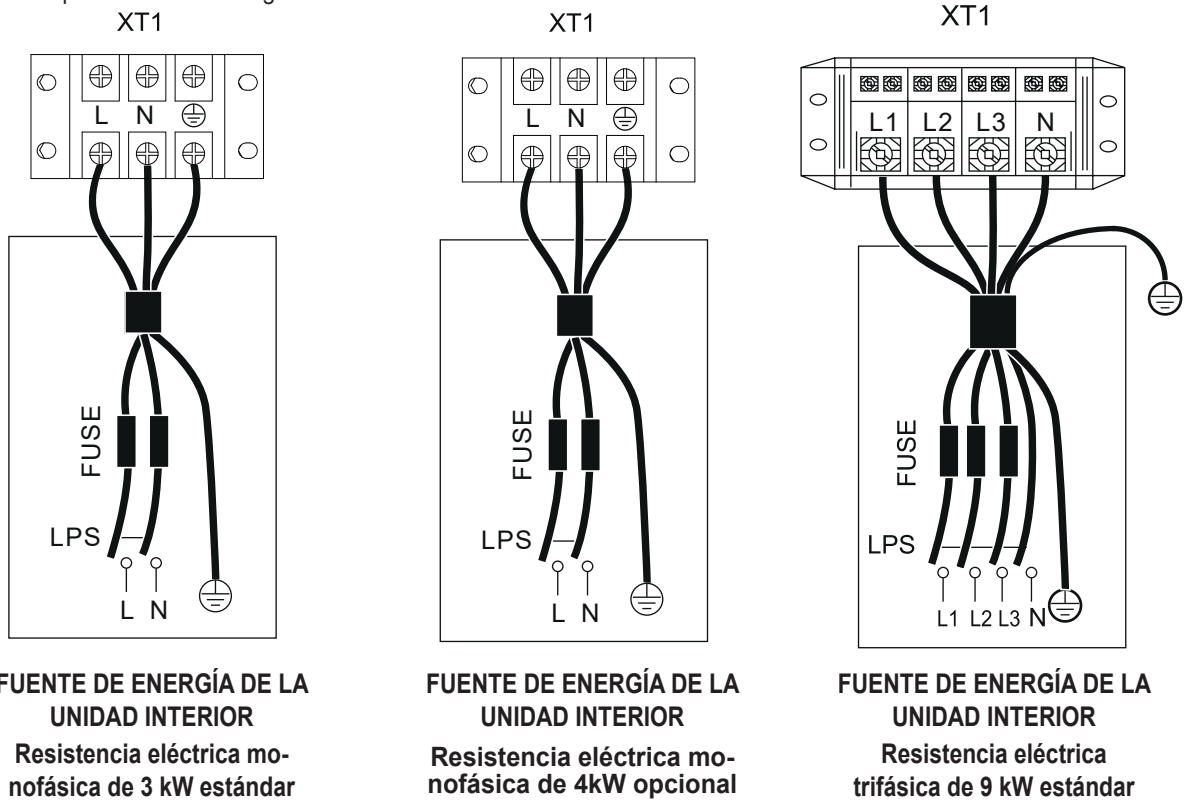 XT1
L N
FUSE
LPS
L N
FUENTE DE ENERGÍA DE LA
UNIDAD INTERIOR
Resistencia eléctrica mo-
nofásica de 3 kW estándar
XT1
L N
FUSE
LPS
L N
FUENTE DE ENERGÍA DE LA
UNIDAD INTERIOR
Resistencia eléctrica mo-
nofásica de 4kW opcional
XT1
L1 L2 L3 N
FUSE
LPS
L1 L2 L3 N
FUENTE DE ENERGÍA DE LA
UNIDAD INTERIOR
Resistencia eléctrica
trifásica de 9 kW estándar